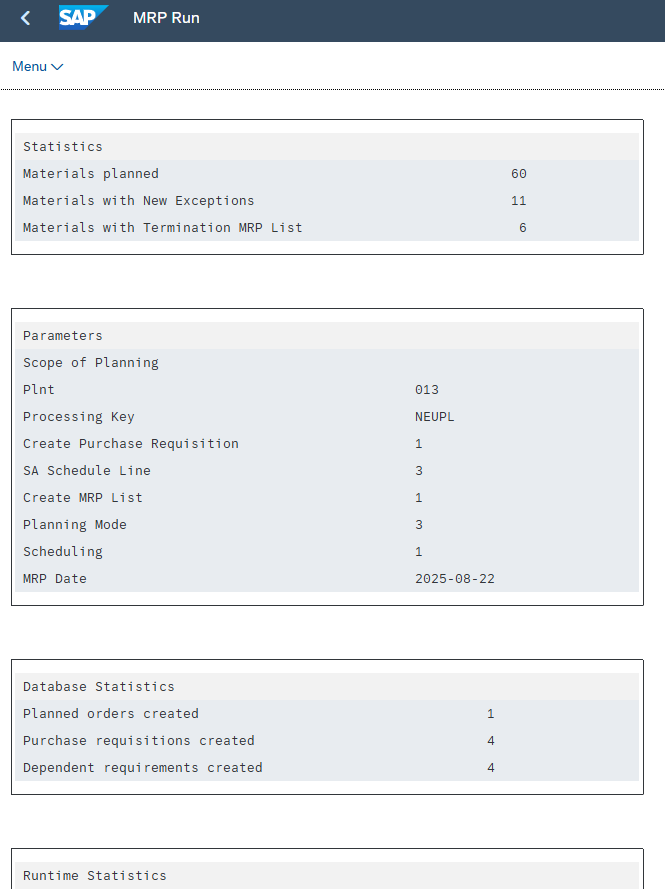 SAP MRP Run
Menu
Statistics
Materials planned 60
Materials with New Exceptions 11
Materials with Termination MRP List 6
Parameters
Scope of Planning
Plnt 013
Processing Key NEUPL
Create Purchase Requisition 1
SA Schedule Line 3
Create MRP List 1
Planning Mode 3
Scheduling 1
MRP Date 2025-08-22
Database Statistics
Planned orders created 1
Purchase requisitions created 4
Dependent requirements created 4
Runtime Statistics